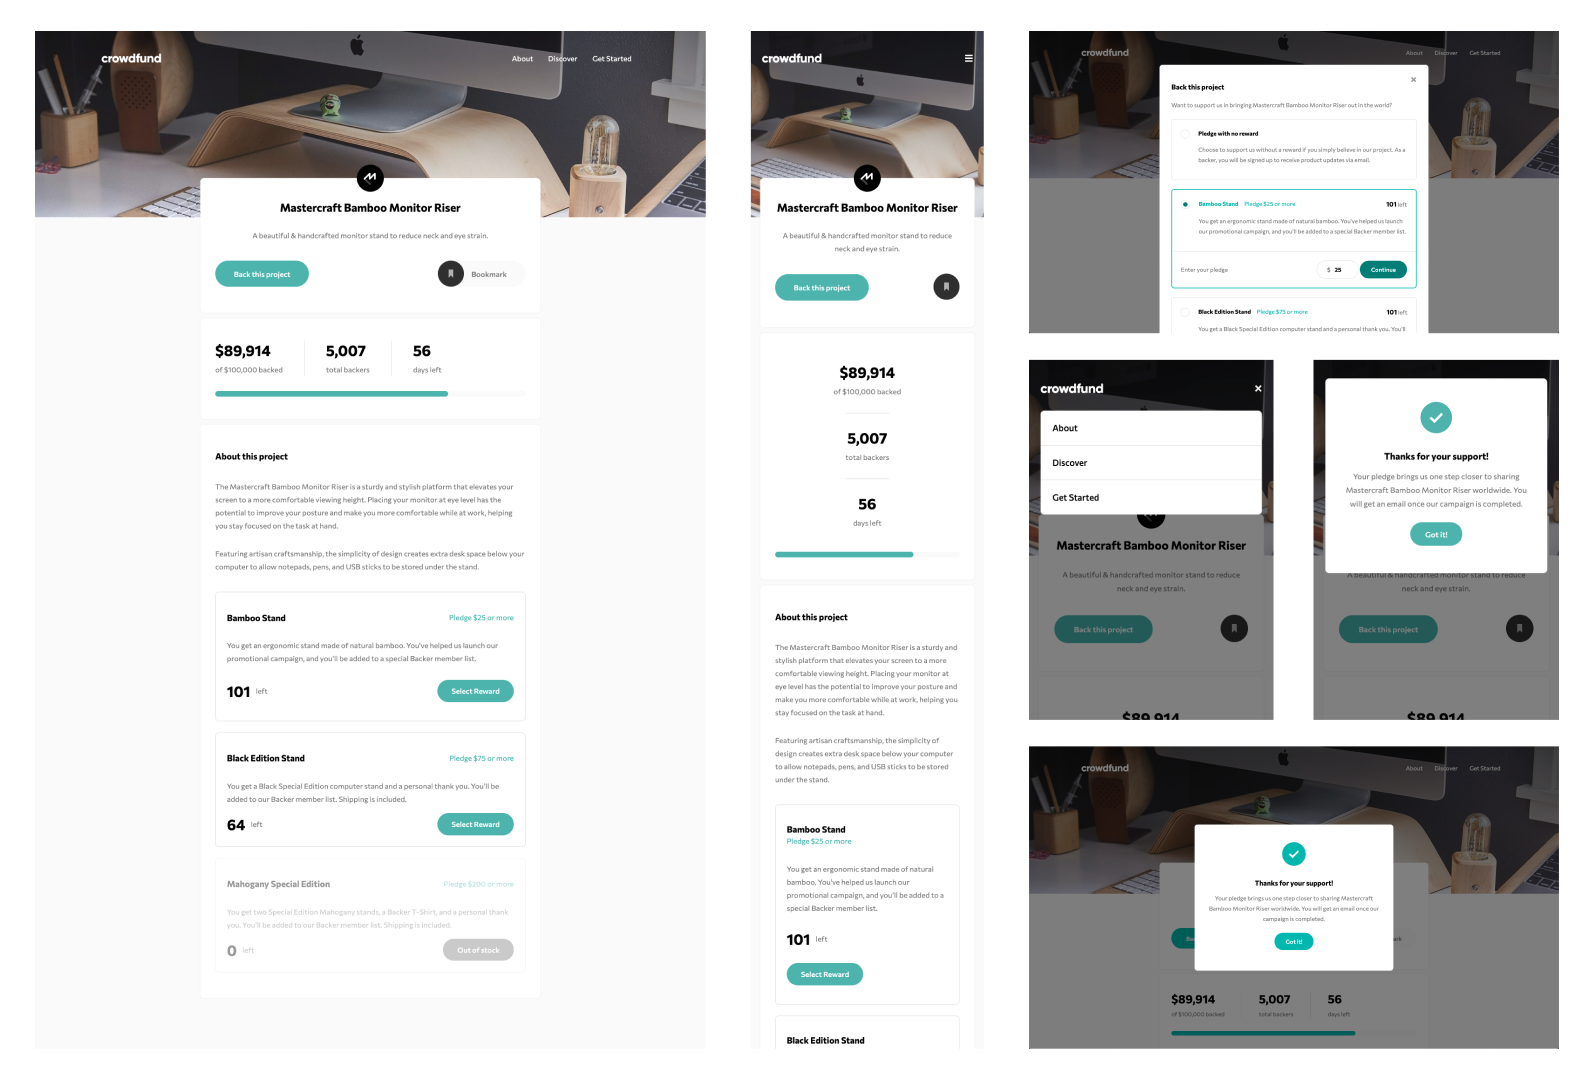 crowdfund
About Discover Get Started
Mastercraft Bamboo Monitor Riser
A beautiful & handcrafted monitor stand to reduce neck and eye strain.
Back this project
Bookmark
$89,914
of $100,000 backed
5,007
total backers
56
days left
About this project
The Mastercraft Bamboo Monitor Riser is a sturdy and stylish platform that elevates your
screen to a more comfortable viewing height. Placing your monitor at eye level has the
potential to improve your posture and make you more comfortable while at work, helping
you stay focused on the task at hand.
Featuring artisan craftsmanship, the simplicity of design creates extra desk space below your
computer to allow notepads, pens, and USB sticks to be stored under the stand.
Bamboo Stand
Pledge $25 or more
You get an ergonomic stand made of natural bamboo. You've helped us launch our
promotional campaign, and you'll be added to a special Backer member list.
101 left
Select Reward
Black Edition Stand
Pledge $75 or more
You get a Black Special Edition computer stand and a personal thank you. You'll be
added to our Backer member list. Shipping is included.
64 left
Select Reward
Mahogany Special Edition
Pledge $200 or more
You get two Special Edition Mahogany stands, a Backer T-Shirt, and a personal thank
you. You'll be added to our Backer member list. Shipping is included.
0 left
Out of stock
crowdfund
Mastercraft Bamboo Monitor Riser
A beautiful & handcrafted monitor stand to reduce
neck and eye strain.
Back this project
$89,914
of $100,000 backed
5,007
total backers
56
days left
About this project
The Mastercraft Bamboo Monitor Riser is a sturdy and
stylish platform that elevates your screen to a more
comfortable viewing height. Placing your monitor at
eye level has the potential to improve your posture and
make you more comfortable while at work, helping you
stay focused on the task at hand.
Featuring artisan craftsmanship, the simplicity of
design creates extra desk space below your computer
to allow notepads, pens, and USB sticks to be stored
under the stand.
Bamboo Stand
Pledge $25 or more
You get an ergonomic stand made of natural
bamboo. You've helped us launch our
promotional campaign, and you'll be added to a
special Backer member list.
101 left
Select Reward
Black Edition Stand
crowdfund
About Discover Get Started
Back this project
Want to support us in bringing Mastercraft Bamboo Monitor Riser out in the world?
Pledge with no reward
Choose to support us without a reward if you simply believe in our project. As a
backer, you will be signed up to receive product updates via email.
Bamboo Stand Pledge $25 or more
101 left
You get an ergonomic stand made of natural bamboo. You've helped us launch
our promotional campaign, and you'll be added to a special Backer member list.
Enter your pledge
$ 25
Continue
Black Edition Stand Pledge $75 or more
101 left
You get a Black Special Edition computer stand and a personal thank you. You'll
crowdfund
About
Discover
Get Started
Mastercraft Bamboo Monitor Riser
A beautiful & handcrafted monitor stand to reduce
neck and eye strain.
Back this project
$89,914
Thanks for your support!
Your pledge brings us one step closer to sharing
Mastercraft Bamboo Monitor Riser worldwide. You
will get an email once our campaign is completed.
Got it!
A beautiful & handcrafted monitor stand to reduce
neck and eye strain.
Back this project
$89,914
crowdfund
About Discover Get Started
Thanks for your support!
Your pledge brings us one step closer to sharing Mastercraft
Bamboo Monitor Riser worldwide. You will get an email once our
campaign is completed.
Got it!
$89,914
of $100,000 backed
5,007
total backers
56
days left